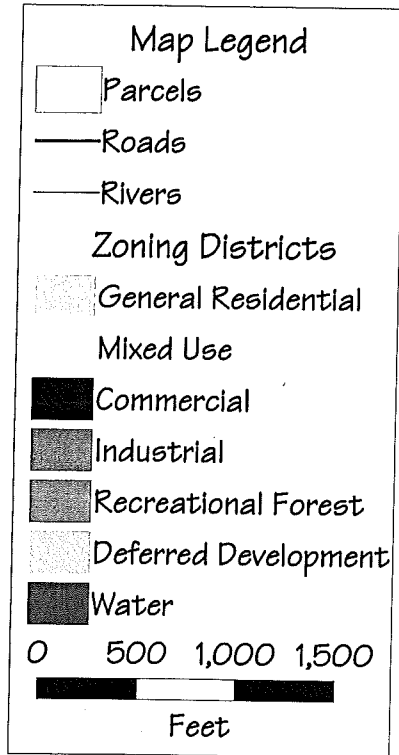 Map Legend
Parcels
Roads
Rivers
Zoning Districts
General Residential
Mixed Use
Commercial
Industrial
Recreational Forest
Deferred Development
Water
0 500 1,000 1,500
Feet